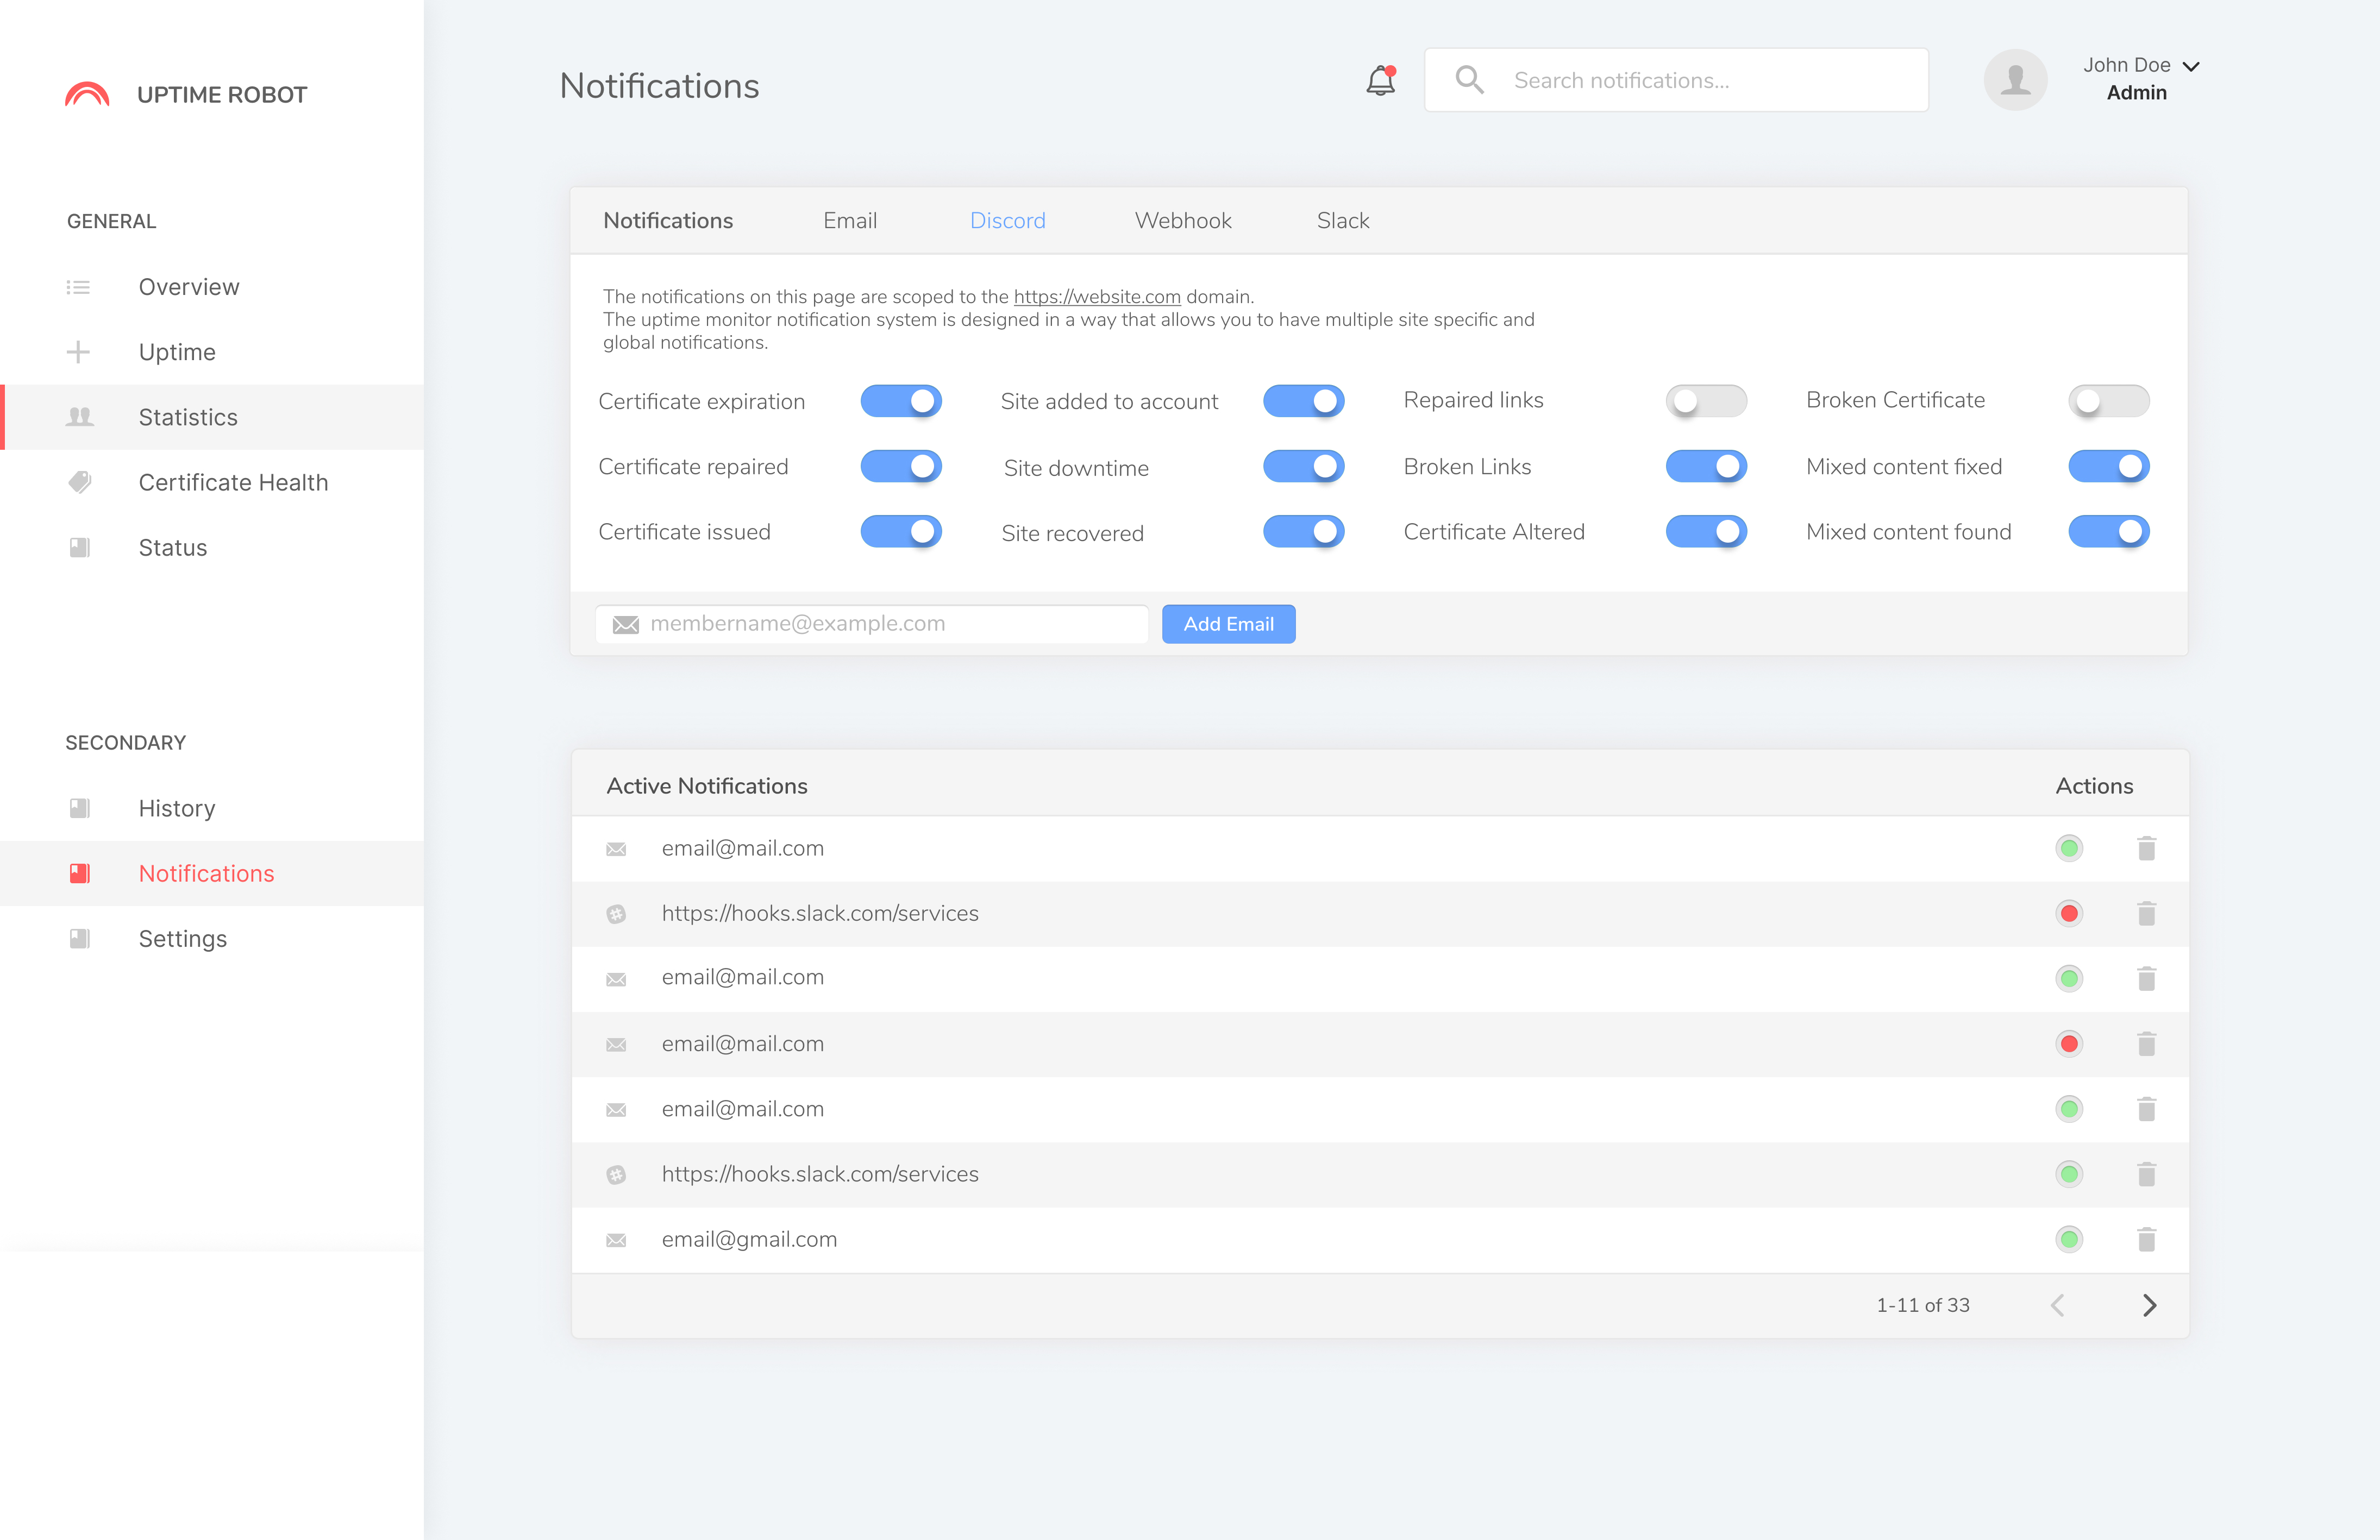 UPTIME ROBOT
GENERAL
Overview
Uptime
Statistics
Certificate Health
Status
SECONDARY
History
Notifications
Settings
Notifications
Search notifications...
John Doe
Admin
Notifications Email Discord Webhook Slack
The notifications on this page are scoped to the https://website.com domain.
The uptime monitor notification system is designed in a way that allows you to have multiple site specific and
global notifications.
Certificate expiration Site added to account Repaired links Broken Certificate
Certificate repaired Site downtime Broken Links Mixed content fixed
Certificate issued Site recovered Certificate Altered Mixed content found
membername@example.com Add Email
Active Notifications Actions
email@mail.com
https://hooks.slack.com/services
email@mail.com
email@mail.com
email@mail.com
https://hooks.slack.com/services
email@gmail.com
1-11 of 33